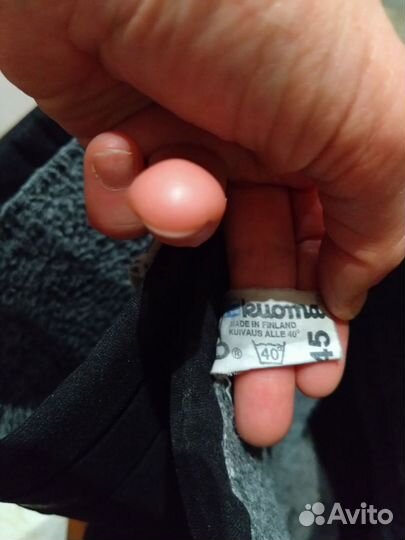 kuoma
MADE IN FINLAND
KUIVAUS ALLE 40°
® 40°
45
Avito